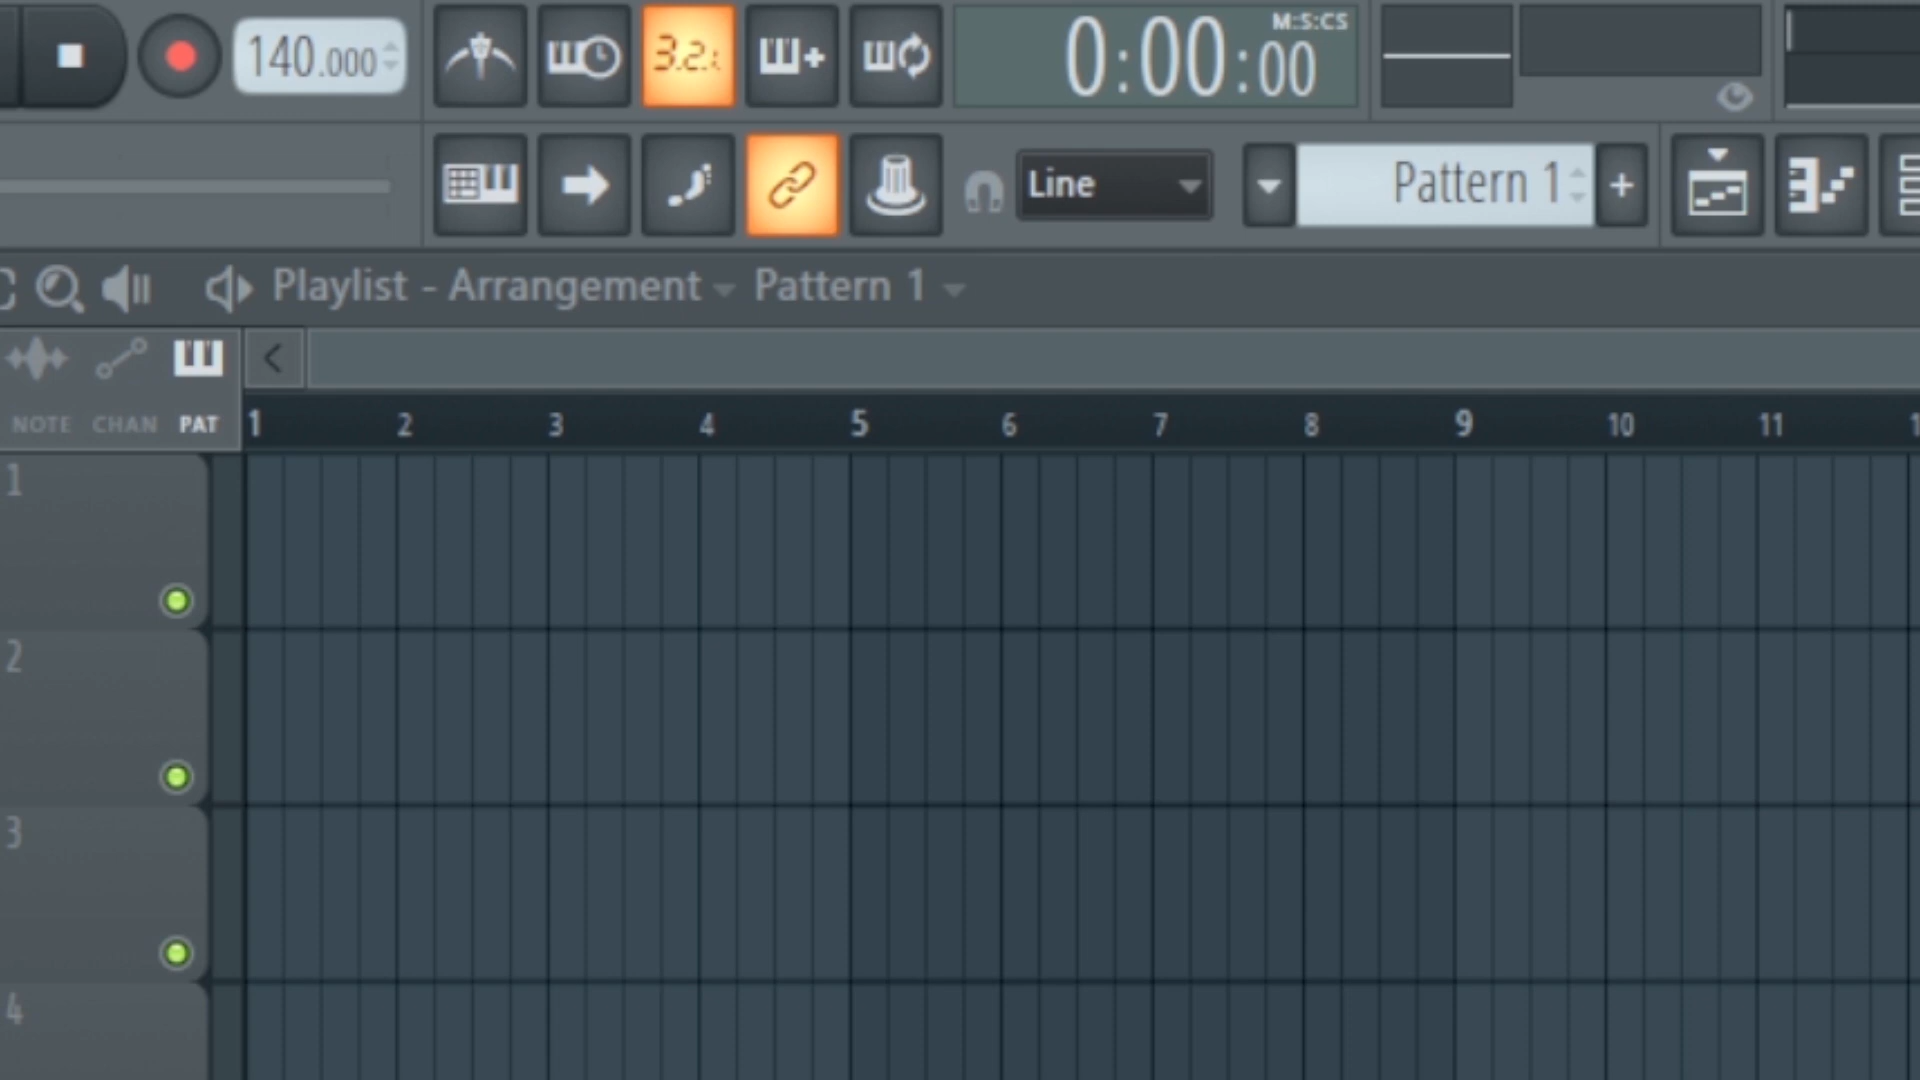 140.000
3.2.
M:S:CS
0:00:00
Line
Pattern 1
+
Playlist - Arrangement Pattern 1
NOTE CHAN PAT
1 2 3 4 5 6 7 8 9 10 11
1
2
3
4